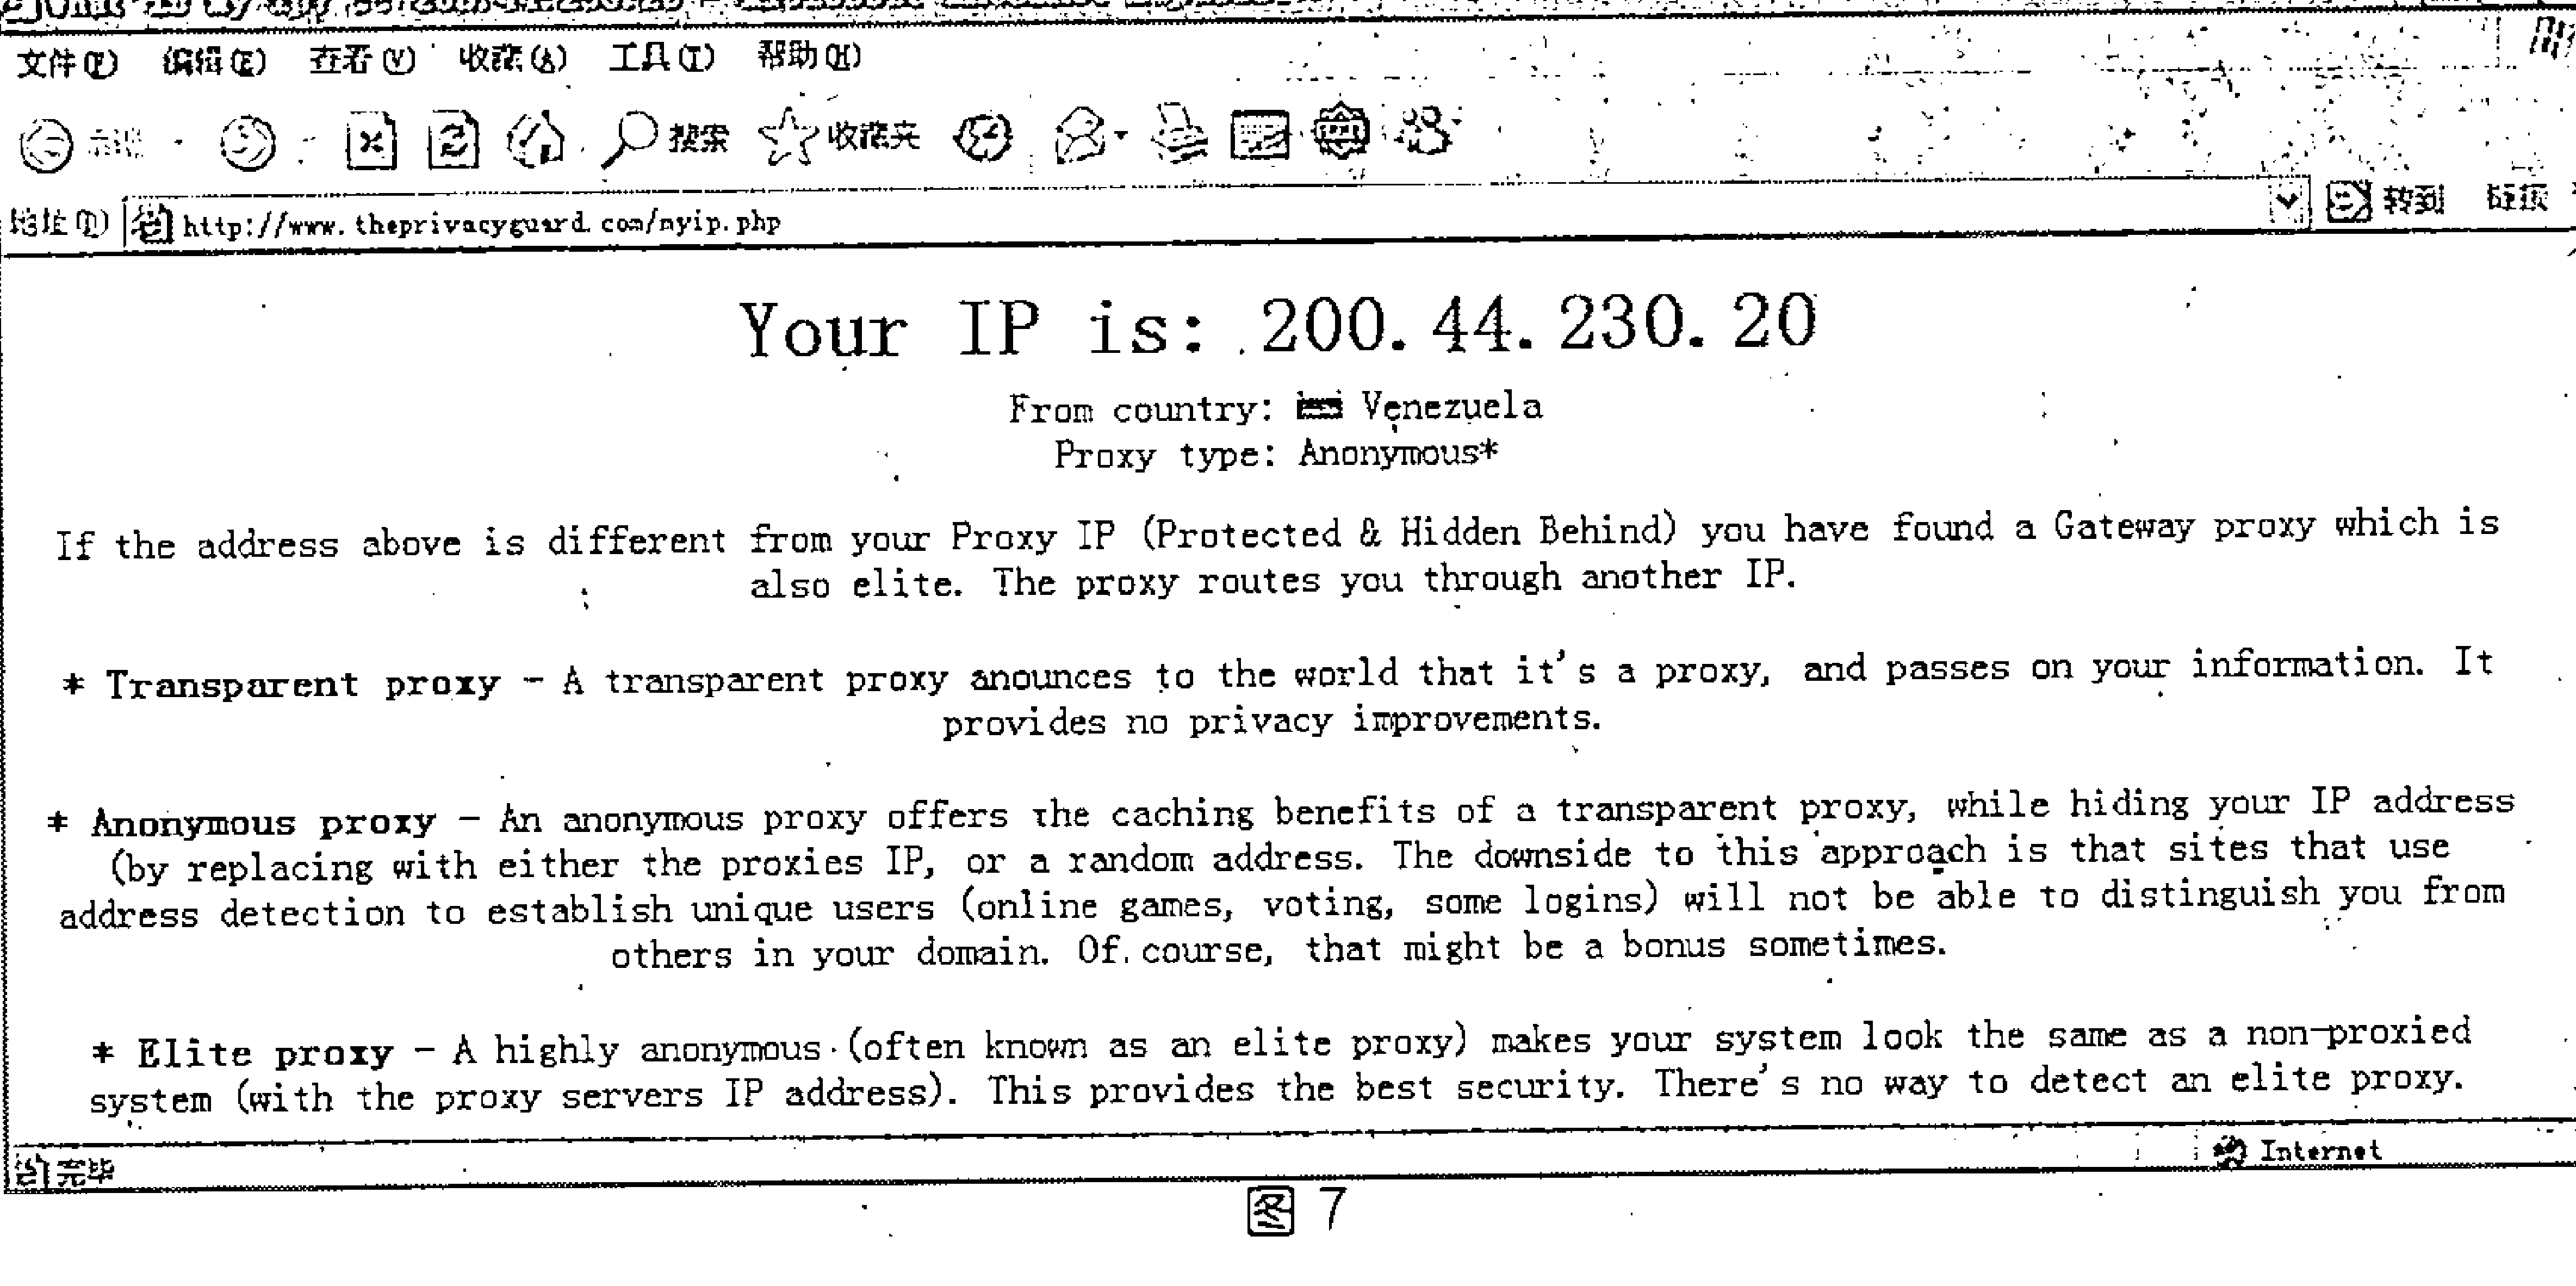 文件(F) 编辑(E) 查看(V) 收藏(A) 工具(T) 帮助(H)
搜索 收藏夹
地址(D) http://www.theprivacyguard.com/myip.php 转到 链接
Your IP is: 200.44.230.20
From country: Venezuela
Proxy type: Anonymous*
If the address above is different from your Proxy IP (Protected & Hidden Behind) you have found a Gateway proxy which is
also elite. The proxy routes you through another IP.
* Transparent proxy - A transparent proxy anounces to the world that it's a proxy, and passes on your information. It
provides no privacy improvements.
* Anonymous proxy - An anonymous proxy offers the caching benefits of a transparent proxy, while hiding your IP address
(by replacing with either the proxies IP, or a random address. The downside to this approach is that sites that use
address detection to establish unique users (online games, voting, some logins) will not be able to distinguish you from
others in your domain. Of course, that might be a bonus sometimes.
* Elite proxy - A highly anonymous (often known as an elite proxy) makes your system look the same as a non-proxied
system (with the proxy servers IP address). This provides the best security. There's no way to detect an elite proxy.
完毕 Internet
图 7